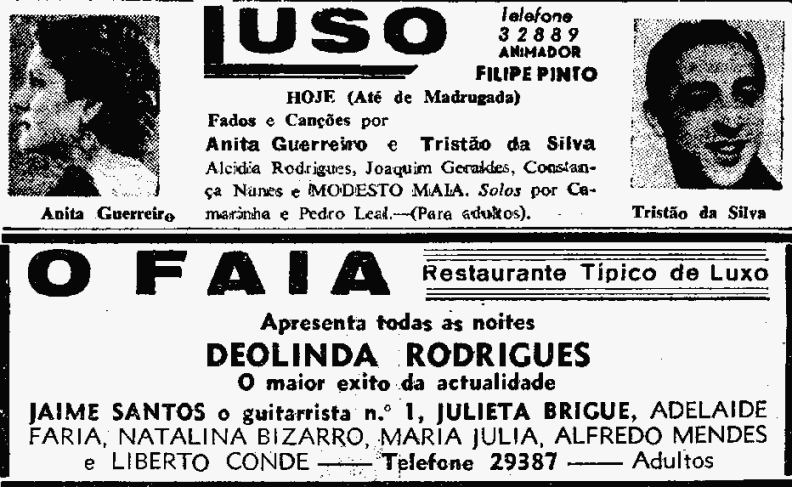 LUSO
Telefone
32889
ANIMADOR
FILIPE PINTO
HOJE (Até de Madrugada)
Fados e Canções por
Anita Guerreiro e Tristão da Silva
Alcidia Rodrigues, Joaquim Geraldes, Constan-
ça Nunes e MODESTO MAIA. Solos por Ca-
marinha e Pedro Leal.—(Para adultos).
Anita Guerreiro
Tristão da Silva
O FAIA
Restaurante Típico de Luxo
Apresenta todas as noites
DEOLINDA RODRIGUES
O maior exito da actualidade
JAIME SANTOS o guitarrista n.º 1, JULIETA BRIGUE, ADELAIDE
FARIA, NATALINA BIZARRO, MARIA JULIA, ALFREDO MENDES
e LIBERTO CONDE —— Telefone 29387 —— Adultos